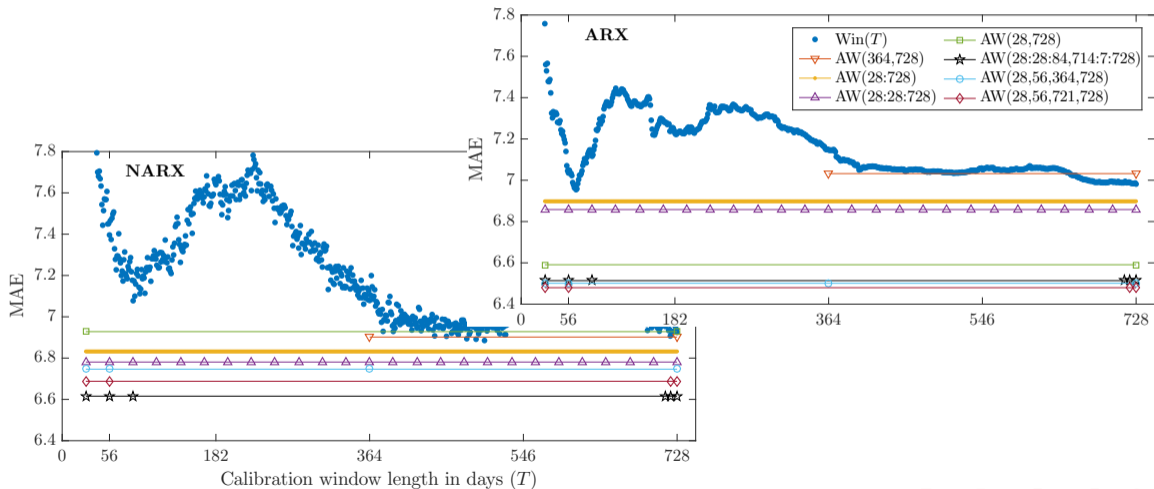 7.8
ARX
Win(T)
AW(364,728)
AW(28:728)
AW(28:28:728)
AW(28,728)
AW(28:28:84,714:7:728)
AW(28,56,364,728)
AW(28,56,721,728)
7.6
7.4
7.2
7
6.8
6.6
6.4
MAE
0 56 182 364 546 728
7.8
NARX
7.6
7.4
7.2
7
6.8
6.6
6.4
MAE
0 56 182 364 546 728
Calibration window length in days (T)